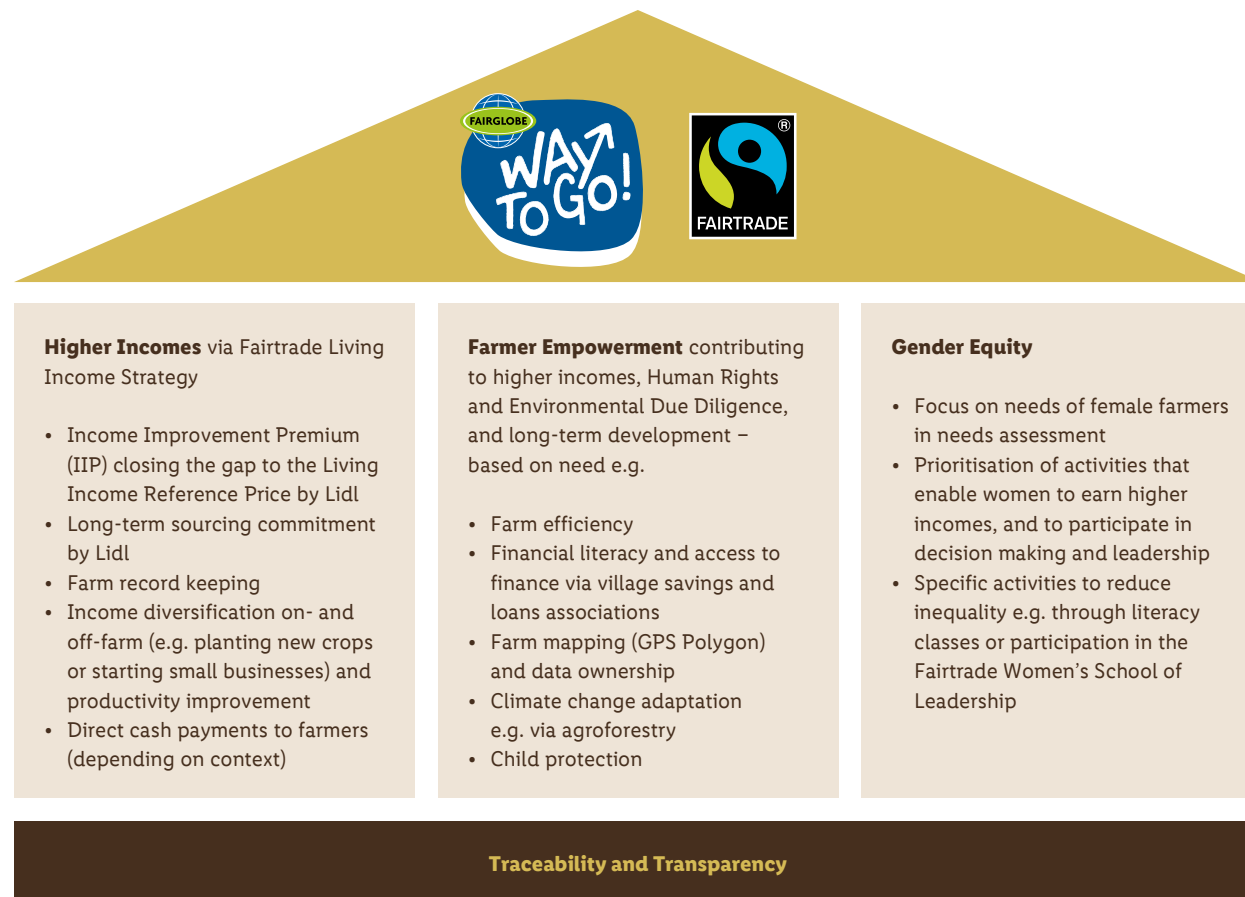 FAIRGLOBE
WAY
TO GO!
®
FAIRTRADE
Higher Incomes via Fairtrade Living
Income Strategy
• Income Improvement Premium
(IIP) closing the gap to the Living
Income Reference Price by Lidl
• Long-term sourcing commitment
by Lidl
• Farm record keeping
• Income diversification on- and
off-farm (e.g. planting new crops
or starting small businesses) and
productivity improvement
• Direct cash payments to farmers
(depending on context)
Farmer Empowerment contributing
to higher incomes, Human Rights
and Environmental Due Diligence,
and long-term development –
based on need e.g.
• Farm efficiency
• Financial literacy and access to
finance via village savings and
loans associations
• Farm mapping (GPS Polygon)
and data ownership
• Climate change adaptation
e.g. via agroforestry
• Child protection
Gender Equity
• Focus on needs of female farmers
in needs assessment
• Prioritisation of activities that
enable women to earn higher
incomes, and to participate in
decision making and leadership
• Specific activities to reduce
inequality e.g. through literacy
classes or participation in the
Fairtrade Women’s School of
Leadership
Traceability and Transparency